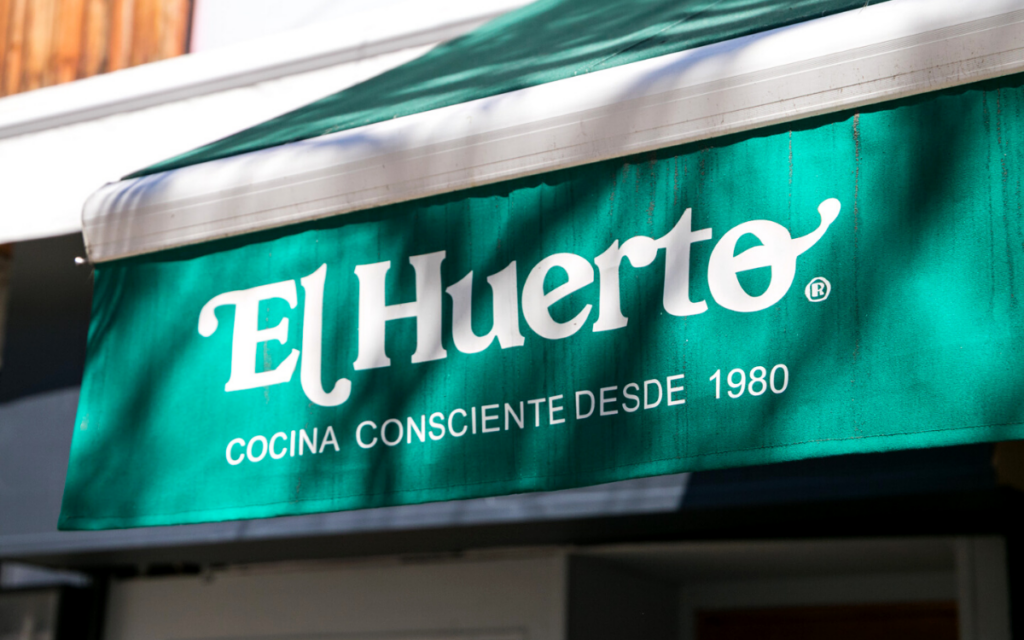 El Huerto®
COCINA CONSCIENTE DESDE 1980